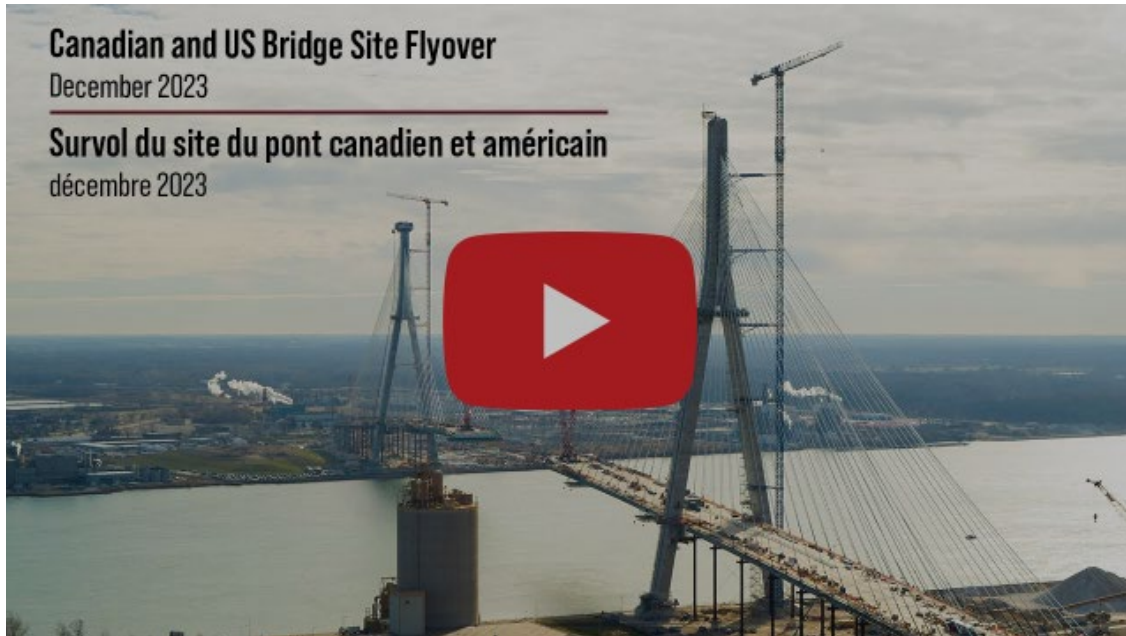 Canadian and US Bridge Site Flyover
December 2023
Survol du site du pont canadien et américain
décembre 2023